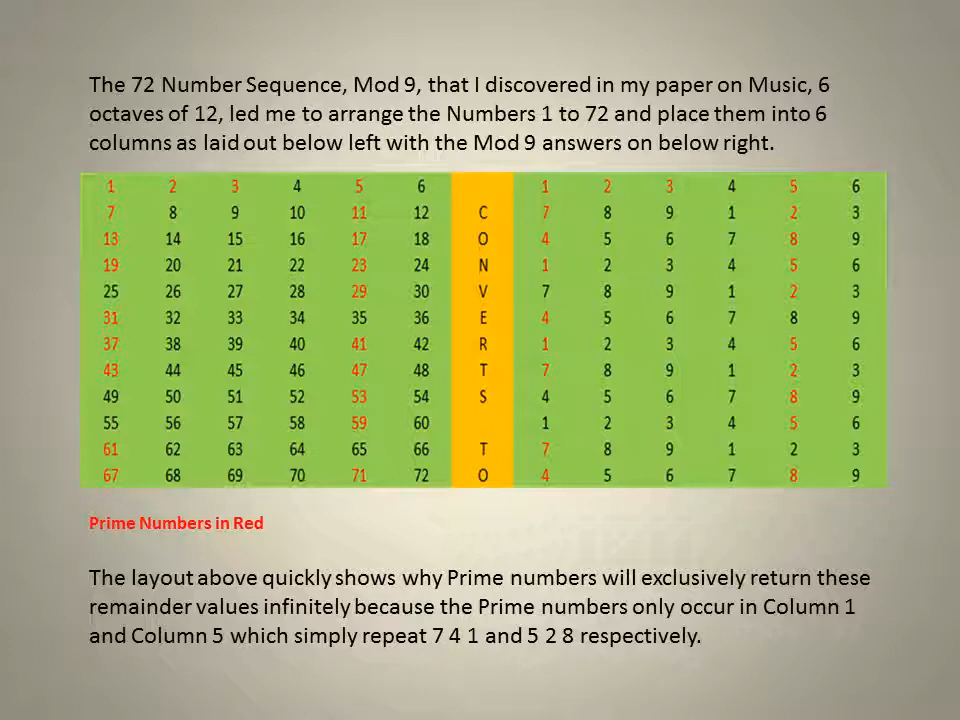 The 72 Number Sequence, Mod 9, that I discovered in my paper on Music, 6
octaves of 12, led me to arrange the Numbers 1 to 72 and place them into 6
columns as laid out below left with the Mod 9 answers on below right.
1 2 3 4 5 6 1 2 3 4 5 6
7 8 9 10 11 12 C 7 8 9 1 2 3
13 14 15 16 17 18 O 4 5 6 7 8 9
19 20 21 22 23 24 N 1 2 3 4 5 6
25 26 27 28 29 30 V 7 8 9 1 2 3
31 32 33 34 35 36 E 4 5 6 7 8 9
37 38 39 40 41 42 R 1 2 3 4 5 6
43 44 45 46 47 48 T 7 8 9 1 2 3
49 50 51 52 53 54 S 4 5 6 7 8 9
55 56 57 58 59 60 1 2 3 4 5 6
61 62 63 64 65 66 T 7 8 9 1 2 3
67 68 69 70 71 72 O 4 5 6 7 8 9
Prime Numbers in Red
The layout above quickly shows why Prime numbers will exclusively return these
remainder values infinitely because the Prime numbers only occur in Column 1
and Column 5 which simply repeat 7 4 1 and 5 2 8 respectively.